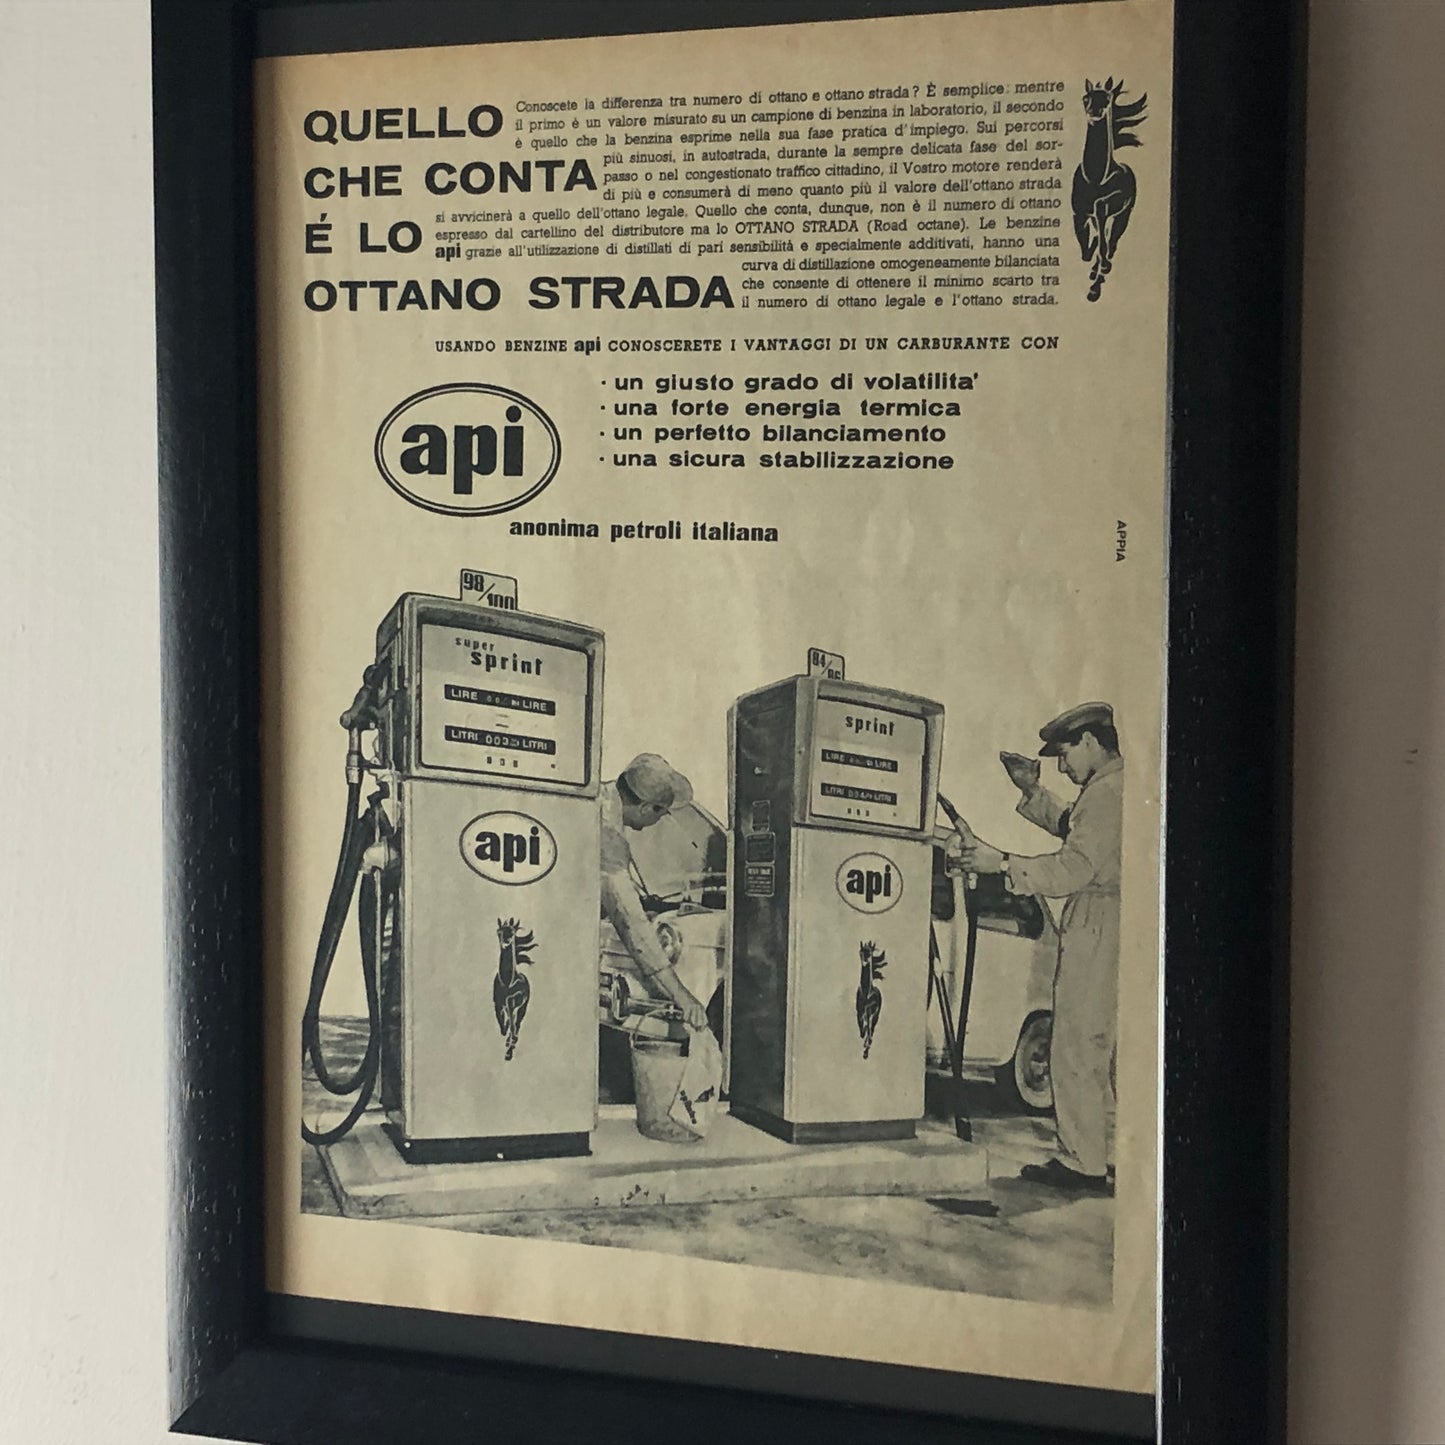 QUELLO
CHE CONTA
É LO
OTTANO STRADA
Conoscete la differenza tra numero di ottano e ottano strada? È semplice: mentre
il primo è un valore misurato su un campione di benzina in laboratorio, il secondo
è quello che la benzina esprime nella sua fase pratica d'impiego. Sui percorsi
più sinuosi, in autostrada, durante la sempre delicata fase del sor-
passo o nel congestionato traffico cittadino, il Vostro motore renderà
di più e consumerà di meno quanto più il valore dell'ottano strada
si avvicinerà a quello dell'ottano legale. Quello che conta, dunque, non è il numero di ottano
espresso dal cartellino del distributore ma lo OTTANO STRADA (Road octane). Le benzine
api grazie all'utilizzazione di distillati di pari sensibilità e specialmente additivati, hanno una
curva di distillazione omogeneamente bilanciata
che consente di ottenere il minimo scarto tra
il numero di ottano legale e l'ottano strada.
USANDO BENZINE api CONOSCERETE I VANTAGGI DI UN CARBURANTE CON
· un giusto grado di volatilita'
· una forte energia termica
· un perfetto bilanciamento
· una sicura stabilizzazione
api
anonima petroli italiana
APPIA
98/100
super
sprint
LIRE LIRE
LITRI LITRI
api
84/86
sprint
LIRE LIRE
LITRI LITRI
api